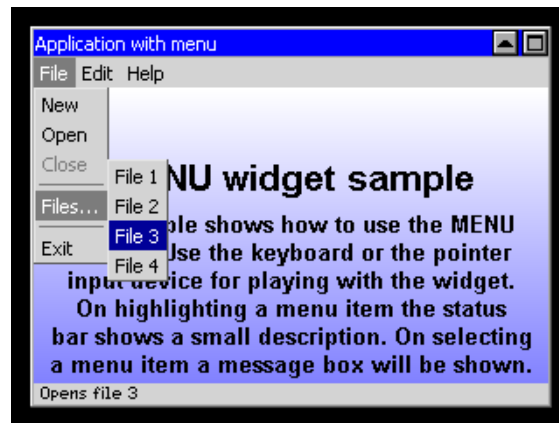 Application with menu
File Edit Help
New
Open
Close
Files...
Exit
File 1
File 2
File 3
File 4
NU widget sample
ple shows how to use the MENU
Use the keyboard or the pointer
input device for playing with the widget.
On highlighting a menu item the status
bar shows a small description. On selecting
a menu item a message box will be shown.
Opens file 3